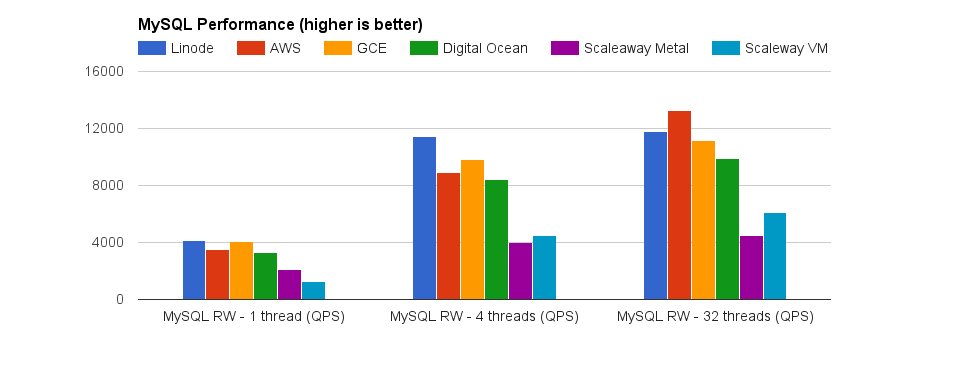 MySQL Performance (higher is better)
Linode AWS GCE Digital Ocean Scaleaway Metal Scaleway VM
16000
12000
8000
4000
0
MySQL RW - 1 thread (QPS) MySQL RW - 4 threads (QPS) MySQL RW - 32 threads (QPS)